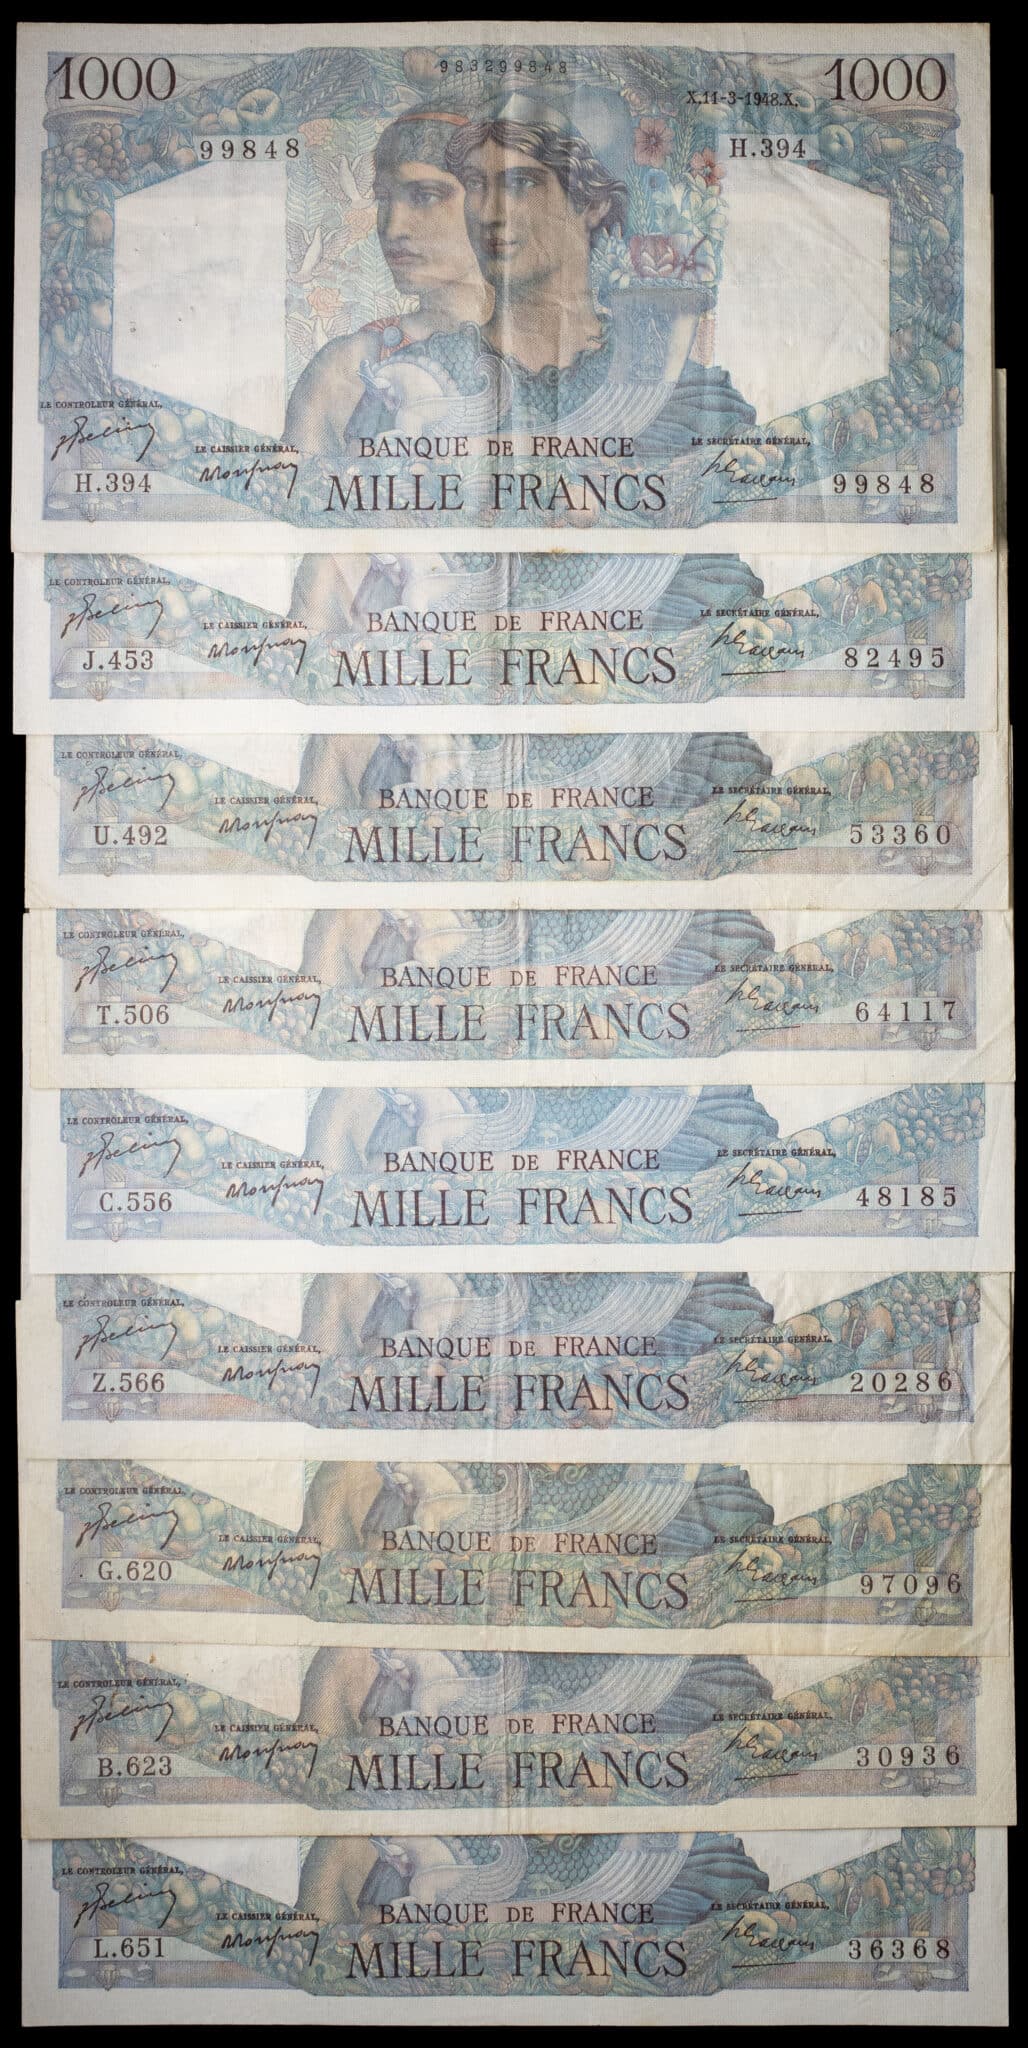 983299848
1000 1000
X.11-3-1948.X.
99848 H.394
LE CONTROLEUR GÉNÉRAL,
LE CAISSIER GÉNÉRAL,
BANQUE DE FRANCE
LE SECRÉTAIRE GÉNÉRAL,
H.394 MILLE FRANCS 99848
LE CONTROLEUR GÉNÉRAL,
LE CAISSIER GÉNÉRAL,
BANQUE DE FRANCE
LE SECRÉTAIRE GÉNÉRAL,
J.453 MILLE FRANCS 82495
LE CONTROLEUR GÉNÉRAL,
LE CAISSIER GÉNÉRAL,
BANQUE DE FRANCE
LE SECRÉTAIRE GÉNÉRAL,
U.492 MILLE FRANCS 53360
LE CONTROLEUR GÉNÉRAL,
LE CAISSIER GÉNÉRAL,
BANQUE DE FRANCE
LE SECRÉTAIRE GÉNÉRAL,
T.506 MILLE FRANCS 64117
LE CONTROLEUR GÉNÉRAL,
LE CAISSIER GÉNÉRAL,
BANQUE DE FRANCE
LE SECRÉTAIRE GÉNÉRAL,
C.556 MILLE FRANCS 48185
LE CONTROLEUR GÉNÉRAL,
LE CAISSIER GÉNÉRAL,
BANQUE DE FRANCE
LE SECRÉTAIRE GÉNÉRAL,
Z.566 MILLE FRANCS 20286
LE CONTROLEUR GÉNÉRAL,
LE CAISSIER GÉNÉRAL,
BANQUE DE FRANCE
LE SECRÉTAIRE GÉNÉRAL,
G.620 MILLE FRANCS 97096
LE CONTROLEUR GÉNÉRAL,
LE CAISSIER GÉNÉRAL,
BANQUE DE FRANCE
LE SECRÉTAIRE GÉNÉRAL,
B.623 MILLE FRANCS 30936
LE CONTROLEUR GÉNÉRAL,
LE CAISSIER GÉNÉRAL,
BANQUE DE FRANCE
LE SECRÉTAIRE GÉNÉRAL,
L.651 MILLE FRANCS 36368